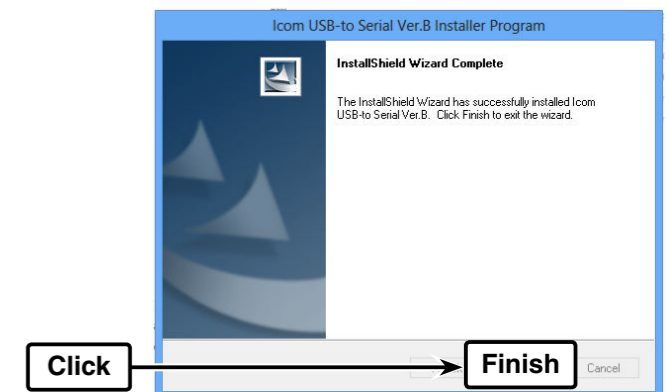 Icom USB-to Serial Ver.B Installer Program
InstallShield Wizard Complete
The InstallShield Wizard has successfully installed Icom
USB-to Serial Ver.B. Click Finish to exit the wizard.
Click
Finish
Cancel